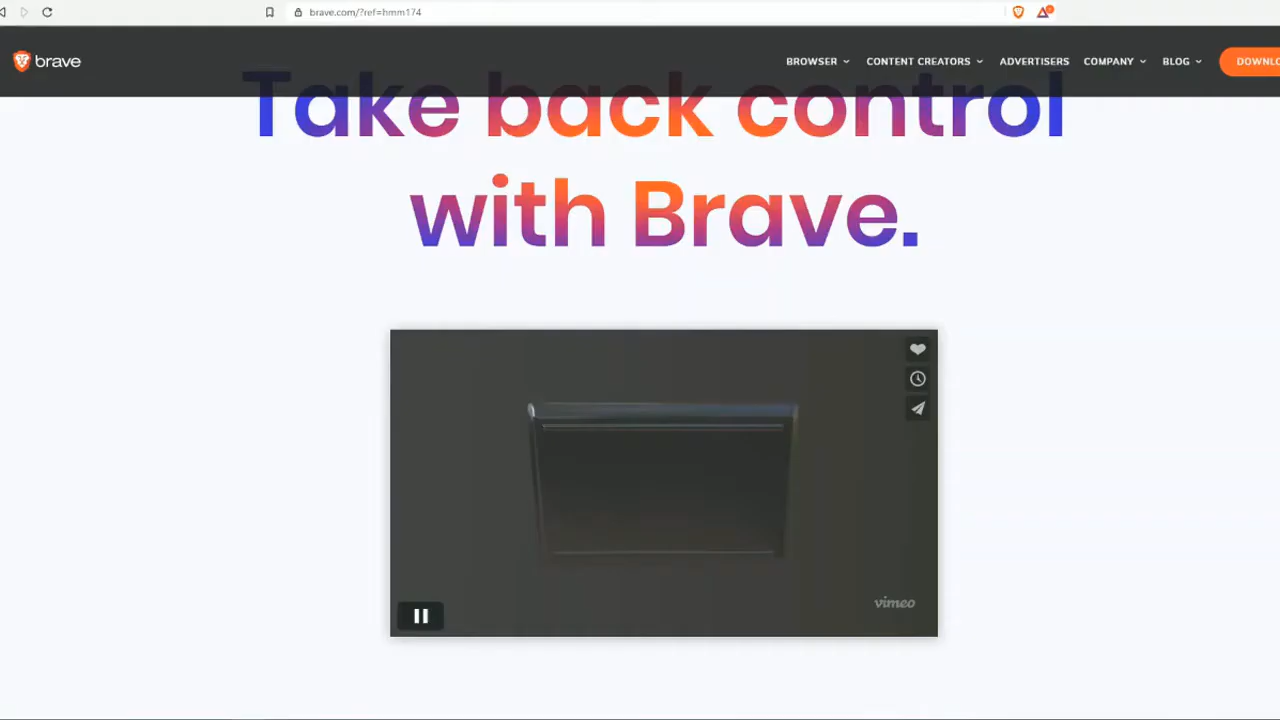 brave.com/?ref=hmm174
brave
BROWSER
CONTENT CREATORS
ADVERTISERS
COMPANY
BLOG
DOWNLO
Take back control
with Brave.
vimeo